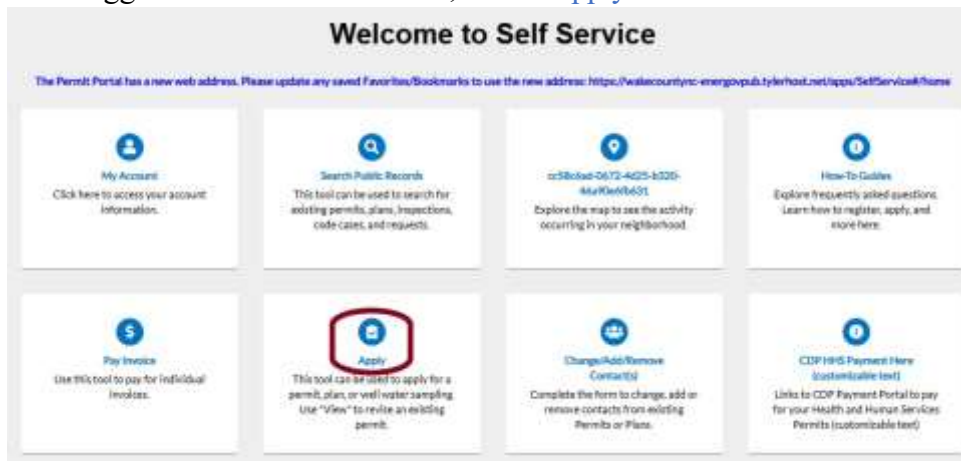 Welcome to Self Service
The Permit Portal has a new web address. Please update any saved Favorites/Bookmarks to use the new address: https://wakecountync-energovpub.tylerhost.net/apps/SelfService#/home
My Account
Click here to access your account
information.
Search Public Records
This tool can be used to search for
existing permits, plans, inspections,
code cases, and requests.
Explore the map to see the activity
occurring in your neighborhood
How-To Guides
Explore frequently asked questions.
Learn how to register, apply, and
more here.
Pay Invoice
Use this tool to pay for individual
invoices.
Apply
This tool can be used to apply for a
permit, plan, or well water sampling
Use "View" to revise an existing
permit.
Change/Add/Remove
Contact(s)
Complete the form to change, add or
remove contacts from existing
Permits or Plans.
CDP HHS Payment Here
(customizable text)
Links to CDP Payment Portal to pay
for your Health and Human Services
Permits (customizable text)